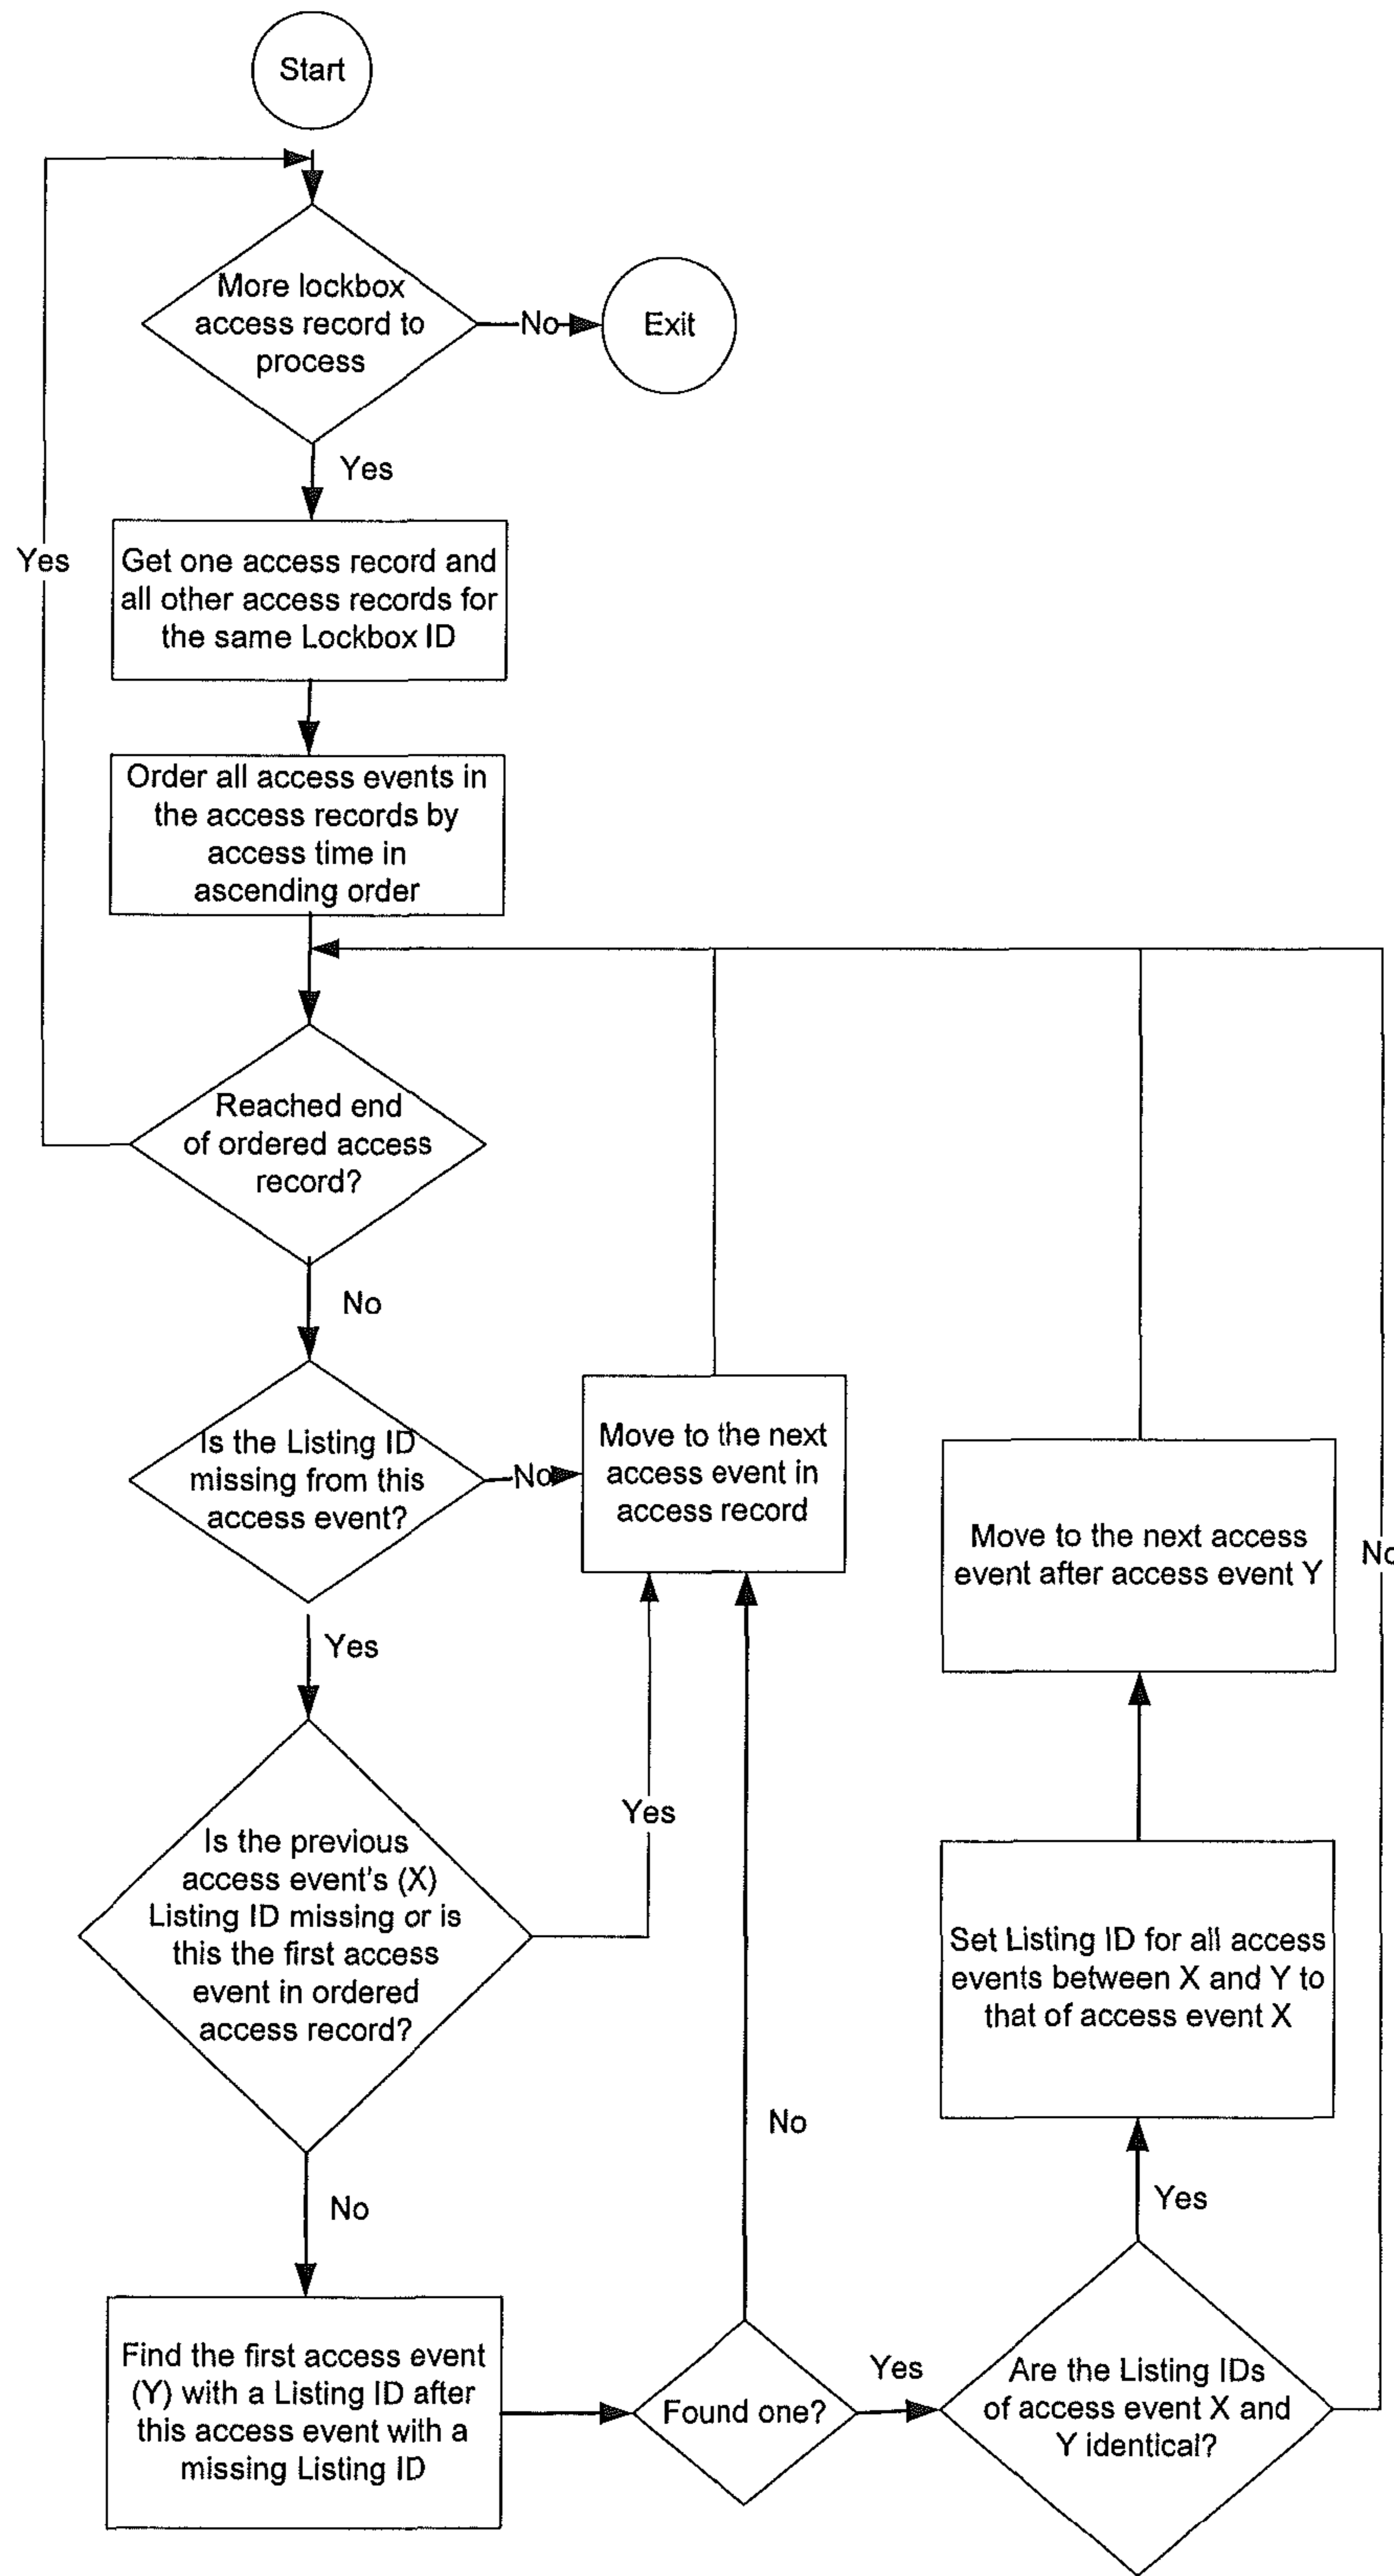 Start
More lockbox
access record to
process
No
Exit
Yes
Get one access record and
all other access records for
the same Lockbox ID
Yes
Order all access events in
the access records by
access time in
ascending order
Reached end
of ordered access
record?
No
Is the Listing ID
missing from this
access event?
No
Move to the next
access event in
access record
Move to the next access
event after access event Y
No
Yes
Is the previous
access event's (X)
Listing ID missing or is
this the first access
event in ordered
access record?
Yes
Set Listing ID for all access
events between X and Y to
that of access event X
No
No
Yes
Find the first access event
(Y) with a Listing ID after
this access event with a
missing Listing ID
Found one?
Yes
Are the Listing IDs
of access event X and
Y identical?